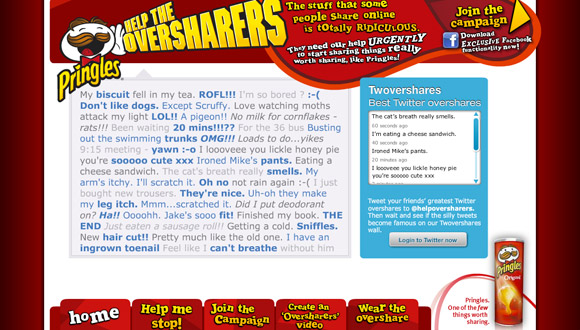 HELP THE
OVERSHARERS
Pringles
The stuff that some
people share online
is totally RIDICULOUS.
They need our help URGENTLY
to start sharing things really
worth sharing, like Pringles!
Join the
campaign
Download
EXCLUSIVE Facebook
functionality now!
My biscuit fell in my tea. ROFL!!! I'm so bored ? :-(
Don't like dogs. Except Scruffy. Love watching moths
attack my light LOL!! A pigeon!! No milk for cornflakes -
rats!!! Been waiting 20 mins!!!?? For the 36 bus Busting
out the swimming trunks OMG!!! Loads to do...yikes
9:15 meeting - yawn :-o I loooveee you lickle honey pie
you're sooooo cute xxx Ironed Mike's pants. Eating a
cheese sandwich. The cat's breath really smells. My
arm's itchy. I'll scratch it. Oh no not rain again :-( I Just
bought new trousers. They're nice. Uh-oh they make
my leg itch. Mmm...scratched it. Did I put deodorant
on? Ha!! Oooohh. Jake's sooo fit! Finished my book. THE
END Just eaten a sausage roll!! Getting a cold. Sniffles.
New hair cut!! Pretty much like the old one. I have an
ingrown toenail Feel like I can't breathe without him
Twovershares
Best Twitter overshares
The cat's breath really smells.
60 seconds ago
I'm eating a cheese sandwich.
40 seconds ago
Ironed Mike's pants.
20 minutes ago
I loooveee you lickle honey pie
you're sooooo cute xxx
Tweet your friends' greatest Twitter
overshares to @helpoversharers.
Then wait and see if the silly tweets
become famous on our Twovershares
wall.
Login to Twitter now
Pringles
Original
Pringles.
One of the few
things worth
sharing.
home
Help me
stop!
Join the
Campaign
Create an
'Oversharers'
video
Wear the
overshare